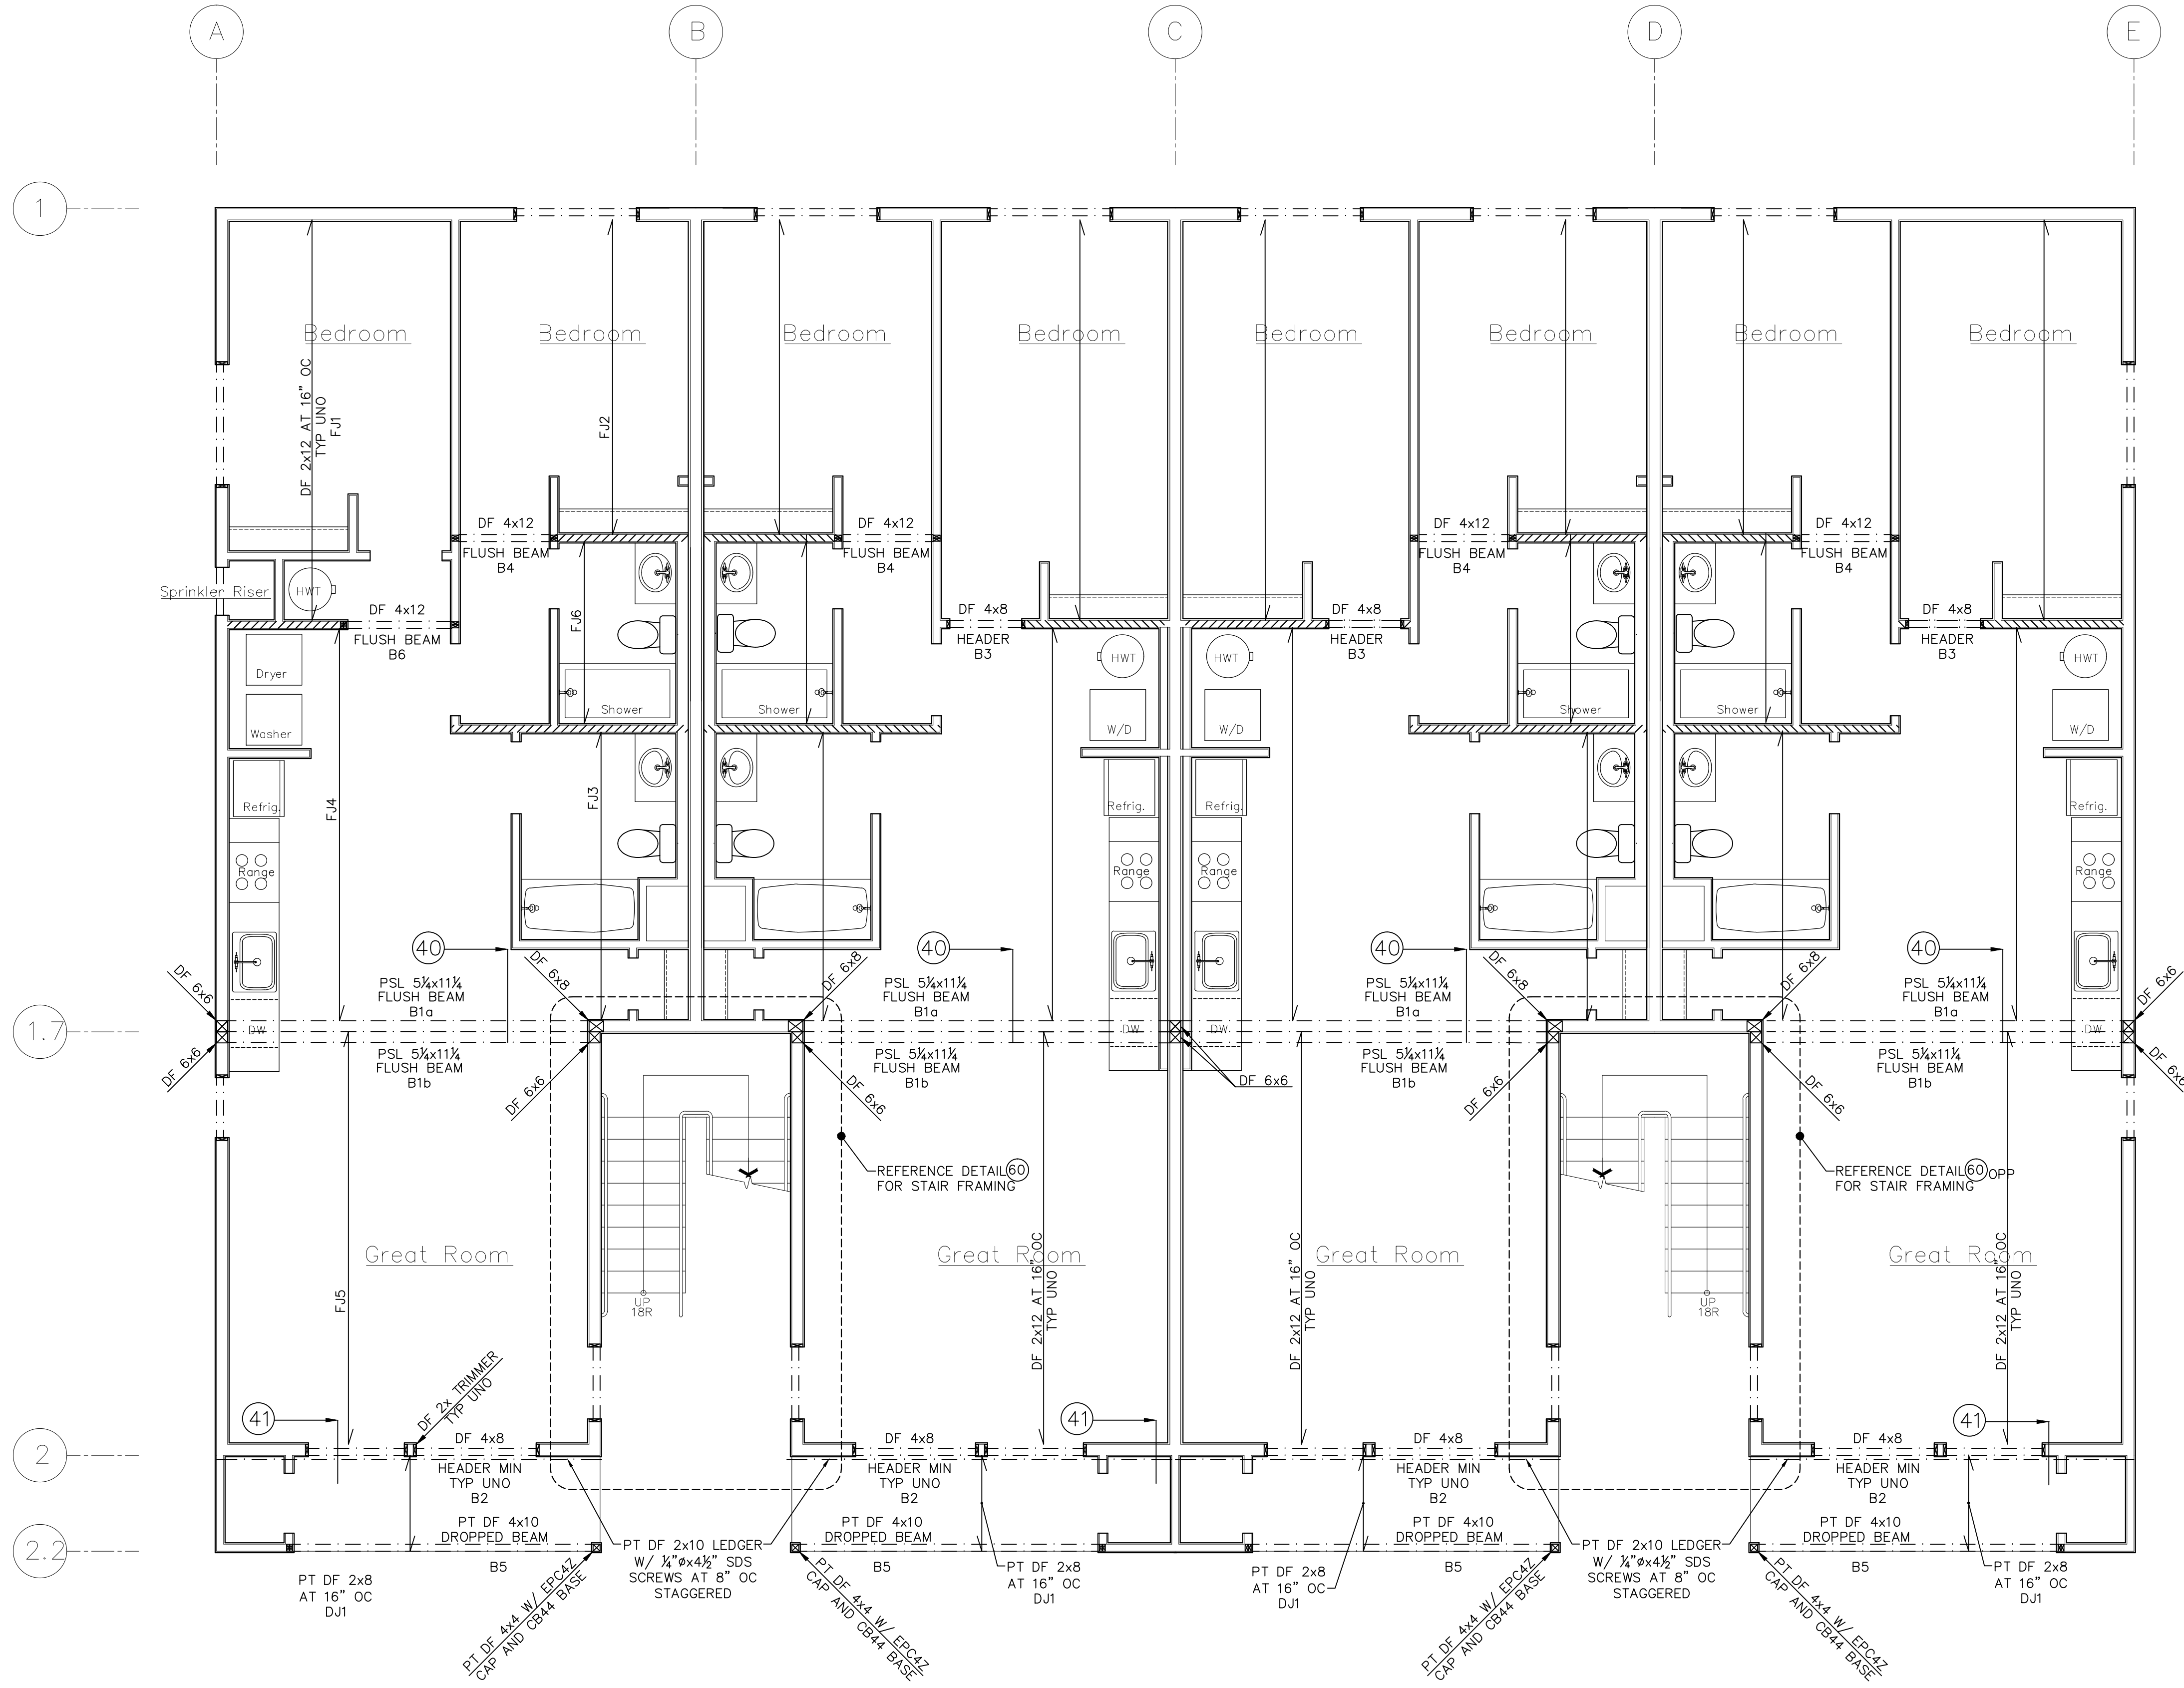 A
B
C
D
E
1
Bedroom
Bedroom
Bedroom
Bedroom
Bedroom
Bedroom
Bedroom
Bedroom
DF 2x12 AT 16" OC
TYP UNO
FJ1
FJ2
DF 4x12
FLUSH BEAM
B4
DF 4x12
FLUSH BEAM
B4
DF 4x12
FLUSH BEAM
B4
DF 4x12
FLUSH BEAM
B4
Sprinkler Riser
HWT
DF 4x12
FLUSH BEAM
B6
FJ6
DF 4x8
HEADER
B3
DF 4x8
HEADER
B3
DF 4x8
HEADER
B3
HWT
HWT
HWT
Dryer
Washer
Shower
Shower
W/D
W/D
Shower
Shower
W/D
Refrig.
FJ4
FJ3
Refrig.
Refrig.
Refrig.
Range
Range
Range
Range
40
40
40
40
DF 6x6
PSL 5¼x11¼
FLUSH BEAM
B1a
DF 6x8
DF 6x8
PSL 5¼x11¼
FLUSH BEAM
B1a
PSL 5¼x11¼
FLUSH BEAM
B1a
DF 6x8
DF 6x8
PSL 5¼x11¼
FLUSH BEAM
B1a
DF 6x6
1.7
DW
DW
DW
DW
DF 6x6
PSL 5¼x11¼
FLUSH BEAM
B1b
DF 6x6
PSL 5¼x11¼
FLUSH BEAM
B1b
DF 6x6
DF 6x6
PSL 5¼x11¼
FLUSH BEAM
B1b
DF 6x6
DF 6x6
PSL 5¼x11¼
FLUSH BEAM
B1b
DF 6x6
REFERENCE DETAIL 60
FOR STAIR FRAMING
REFERENCE DETAIL 60 OPP
FOR STAIR FRAMING
Great Room
Great Room
Great Room
Great Room
FJ5
UP
18R
DF 2x12 AT 16" OC
TYP UNO
DF 2x12 AT 16" OC
TYP UNO
UP
18R
DF 2x12 AT 16" OC
TYP UNO
41
DF 2x TRIMMER
TYP UNO
41
41
2
DF 4x8
HEADER MIN
TYP UNO
B2
DF 4x8
HEADER MIN
TYP UNO
B2
DF 4x8
HEADER MIN
TYP UNO
B2
DF 4x8
HEADER MIN
TYP UNO
B2
2.2
PT DF 4x10
DROPPED BEAM
B5
PT DF 4x10
DROPPED BEAM
B5
PT DF 4x10
DROPPED BEAM
B5
PT DF 4x10
DROPPED BEAM
B5
PT DF 2x8
AT 16" OC
DJ1
PT DF 4x4 W/ EPC4Z
CAP AND CB44 BASE
PT DF 2x10 LEDGER
W/ ¼"øx4½" SDS
SCREWS AT 8" OC
STAGGERED
PT DF 4x4 W/ EPC4Z
CAP AND CB44 BASE
PT DF 2x8
AT 16" OC
DJ1
PT DF 2x8
AT 16" OC
DJ1
PT DF 4x4 W/ EPC4Z
CAP AND CB44 BASE
PT DF 2x10 LEDGER
W/ ¼"øx4½" SDS
SCREWS AT 8" OC
STAGGERED
PT DF 4x4 W/ EPC4Z
CAP AND CB44 BASE
PT DF 2x8
AT 16" OC
DJ1